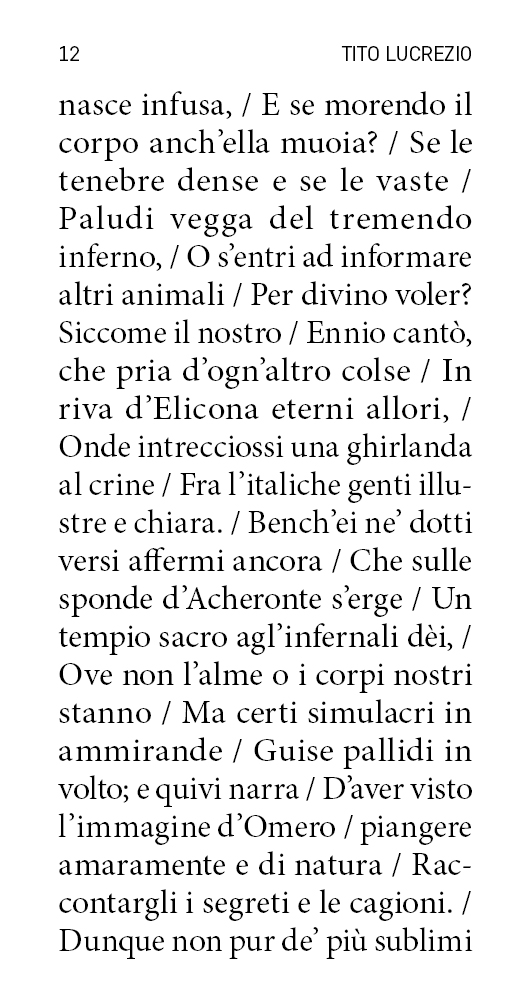 12 TITO LUCREZIO
nasce infusa, / E se morendo il
corpo anch’ella muoia? / Se le
tenebre dense e se le vaste /
Paludi vegga del tremendo
inferno, / O s’entri ad informare
altri animali / Per divino voler?
Siccome il nostro / Ennio cantò,
che pria d’ogn’altro colse / In
riva d’Elicona eterni allori, /
Onde intrecciossi una ghirlanda
al crine / Fra l’italiche genti illu-
stre e chiara. / Bench’ei ne’ dotti
versi affermi ancora / Che sulle
sponde d’Acheronte s’erge / Un
tempio sacro agl’infernali dèi, /
Ove non l’alme o i corpi nostri
stanno / Ma certi simulacri in
ammirande / Guise pallidi in
volto; e quivi narra / D’aver visto
l’immagine d’Omero / piangere
amaramente e di natura / Rac-
contargli i segreti e le cagioni. /
Dunque non pur de’ più sublimi